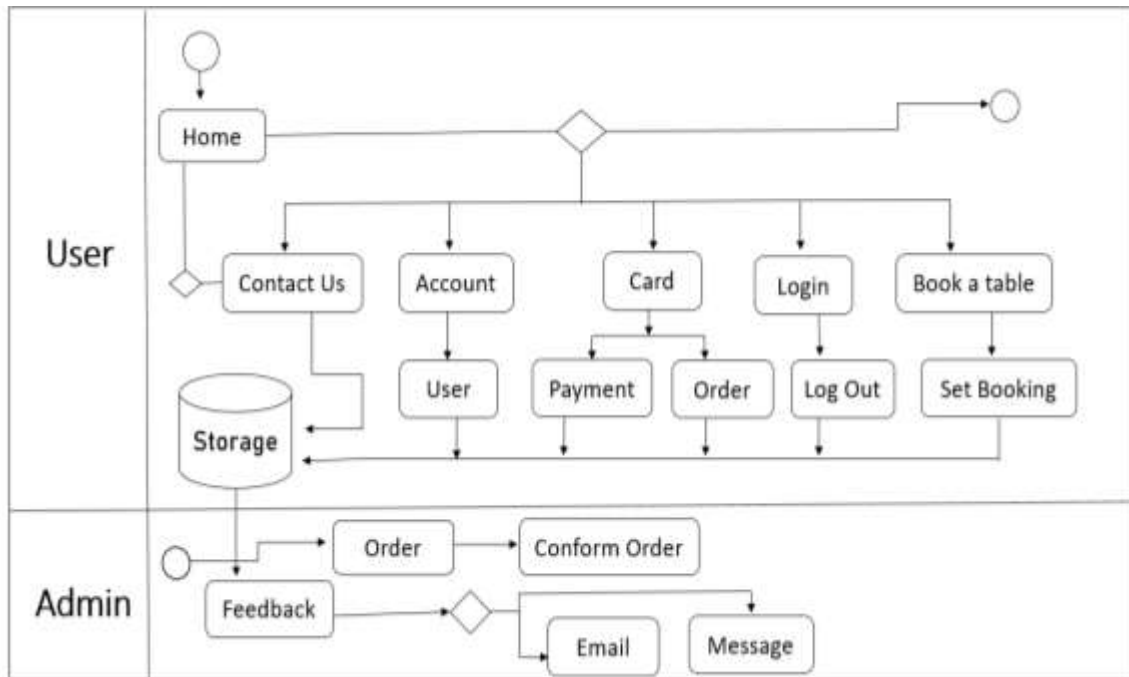 User
Home
Contact Us
Account
Card
Login
Book a table
User
Payment
Order
Log Out
Set Booking
Storage
Admin
Order
Conform Order
Feedback
Email
Message